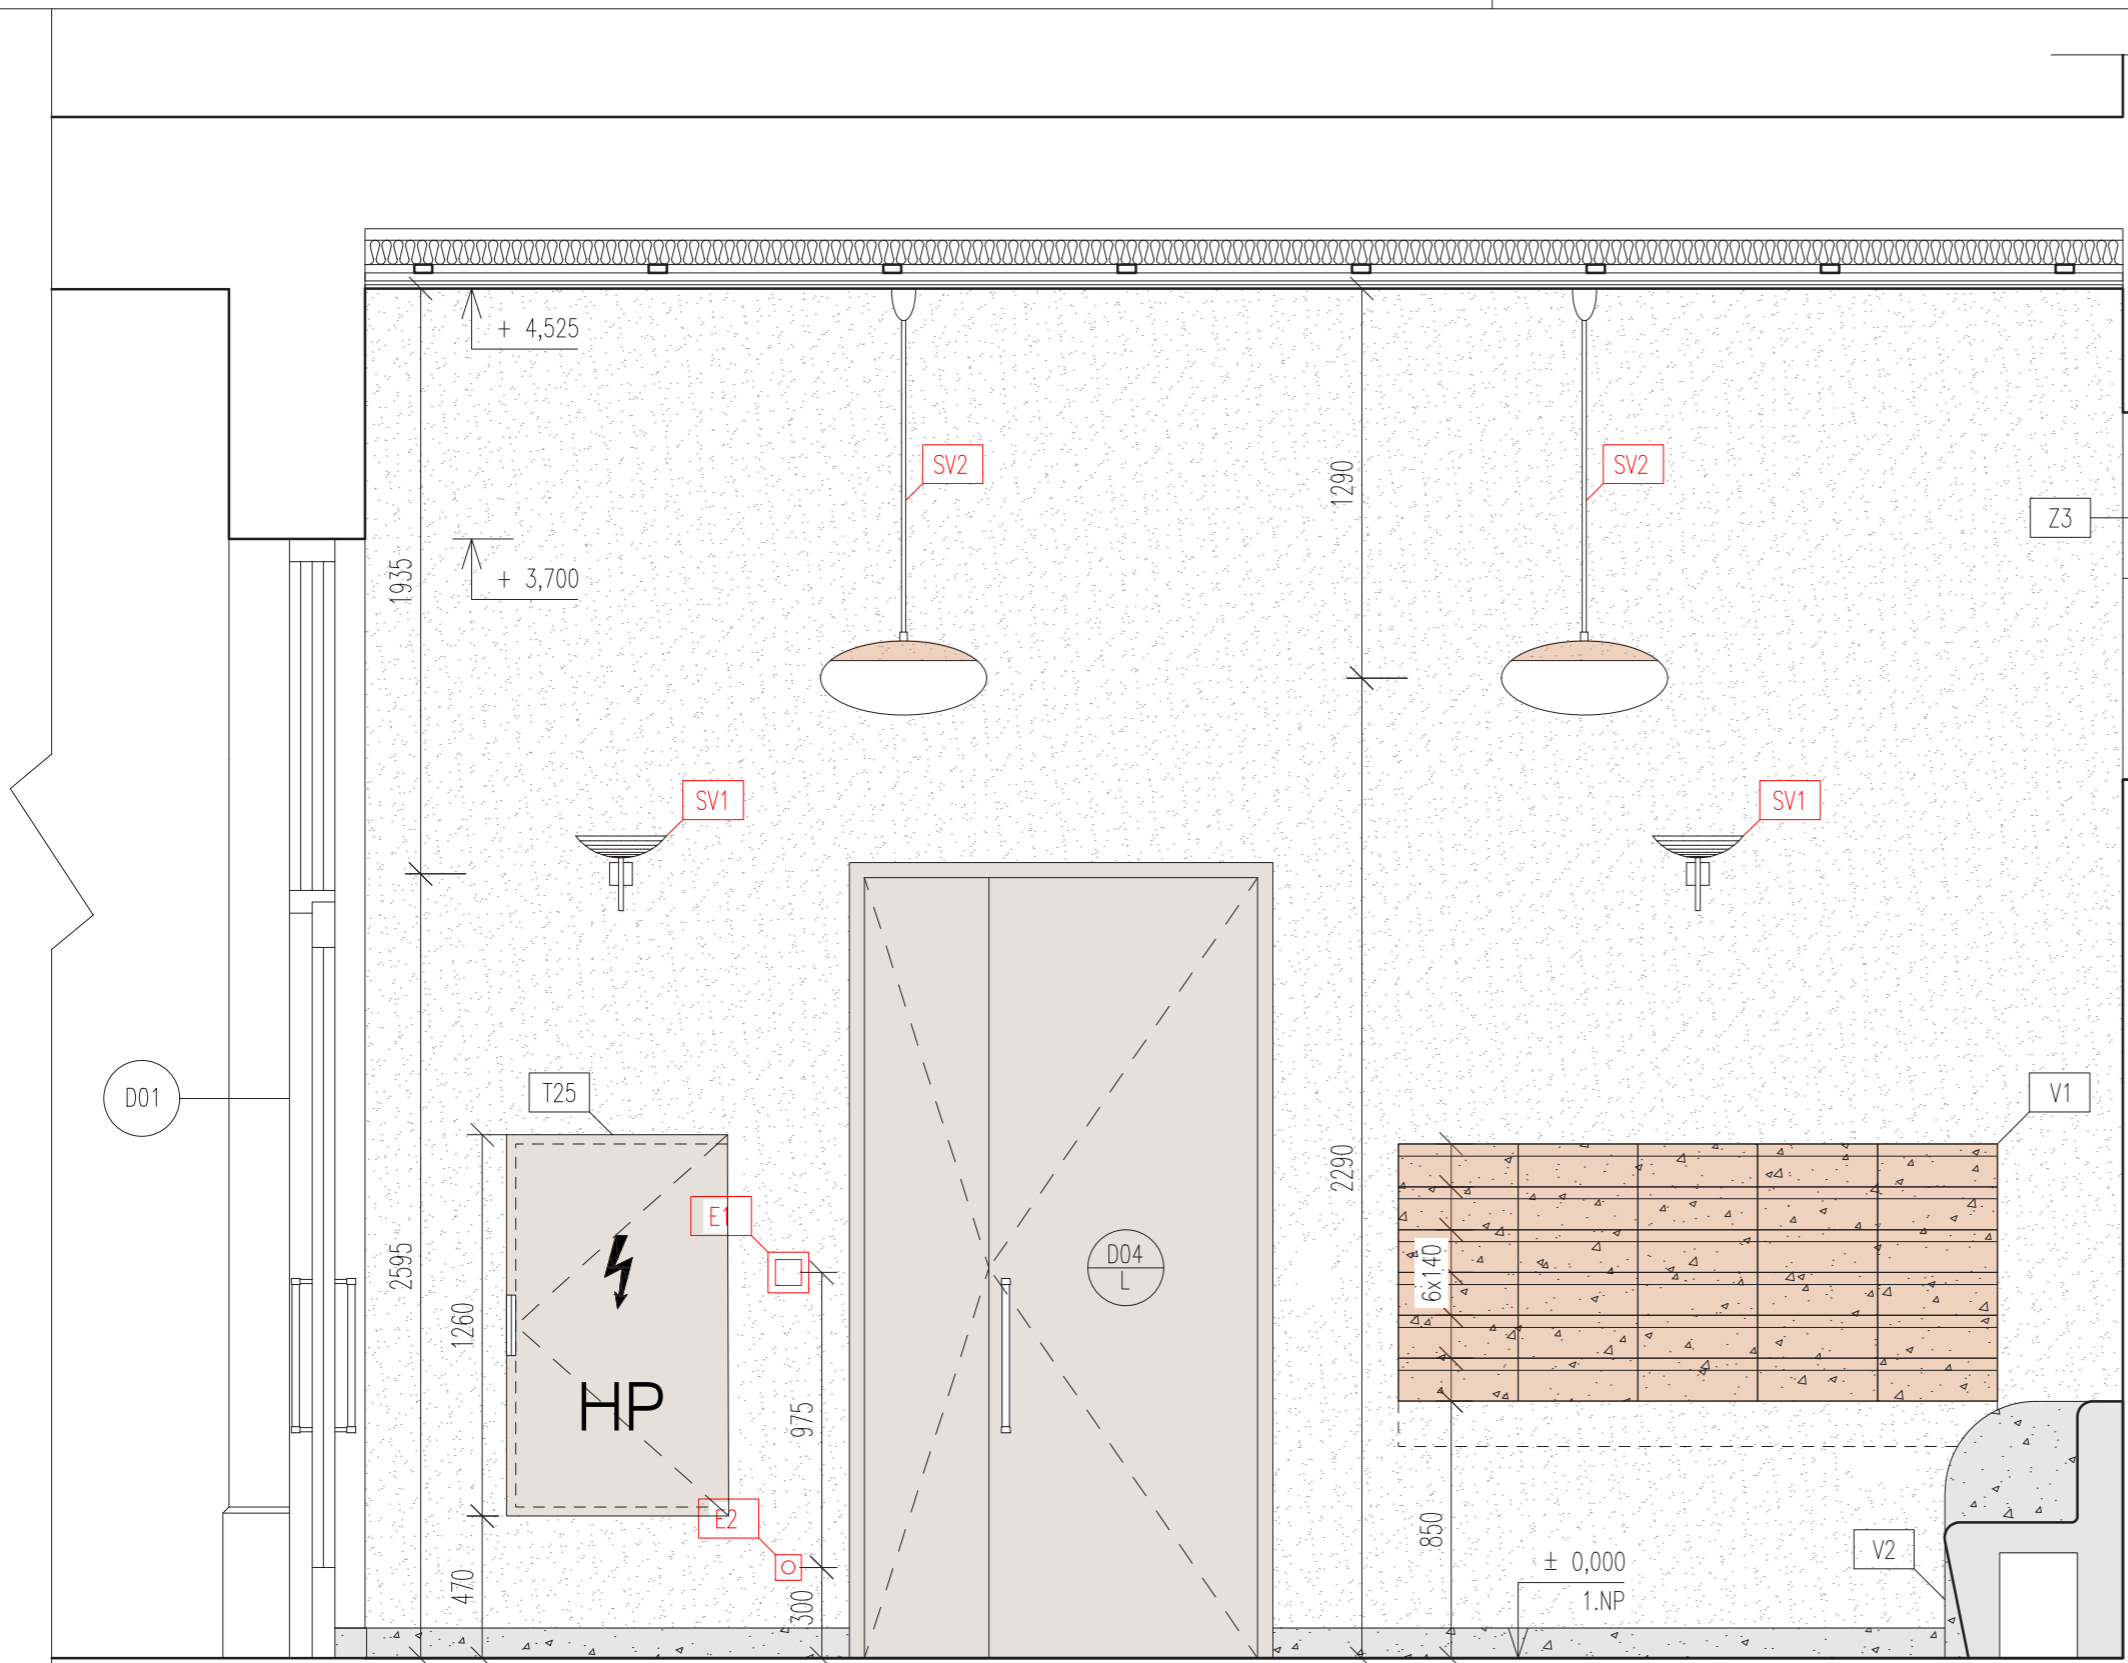 + 4,525
SV2
SV2
1290
Z3
1935
+ 3,700
SV1
SV1
D01
T25
V1
E1
2290
D04
L
2595
6x140
1260
HP
975
E2
850
V2
± 0,000
1.NP
470
300